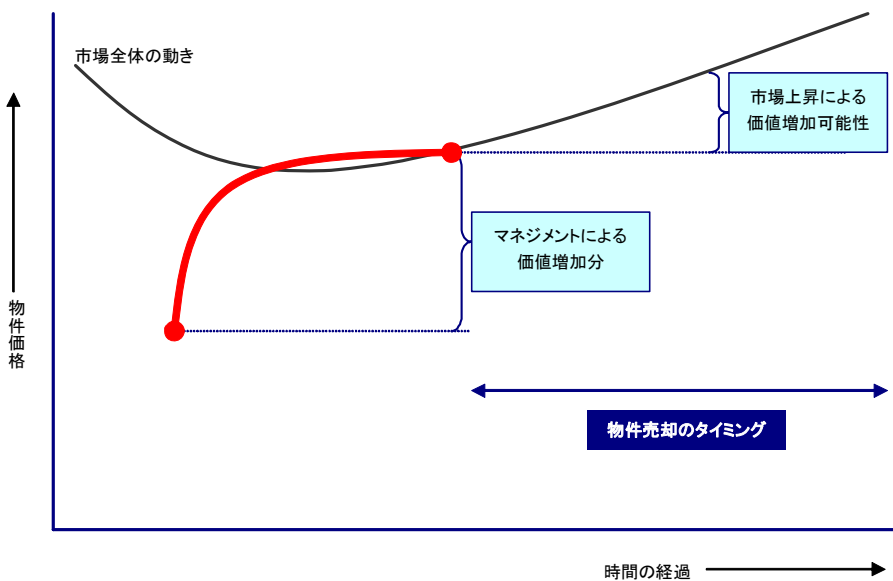 市場全体の動き
市場上昇による
価値増加可能性
マネジメントによる
価値増加分
物件価格
物件売却のタイミング
時間の経過